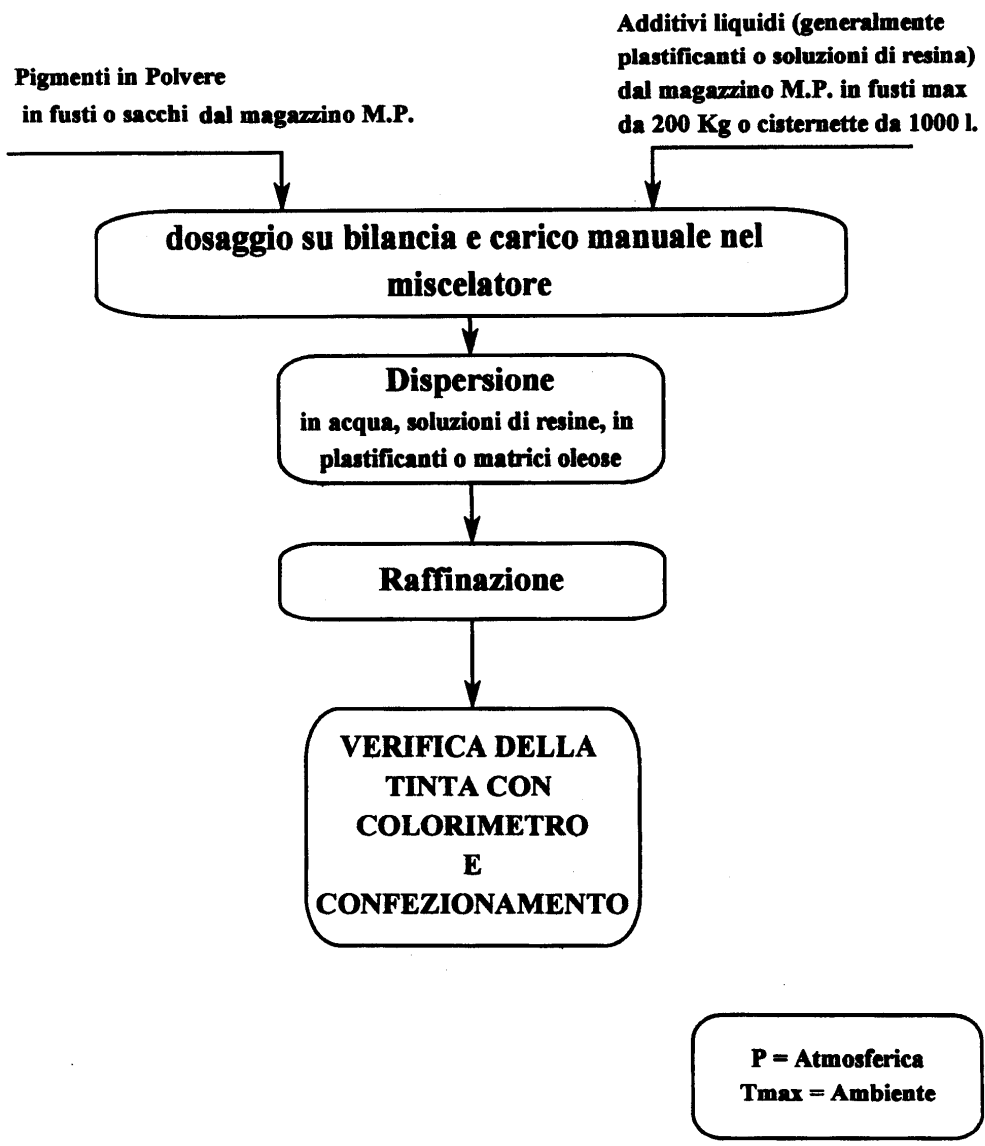 Pigmenti in Polvere
in fusti o sacchi dal magazzino M.P.
Additivi liquidi (generalmente
plastificanti o soluzioni di resina)
dal magazzino M.P. in fusti max
da 200 Kg o cisternette da 1000 l.
dosaggio su bilancia e carico manuale nel
miscelatore
Dispersione
in acqua, soluzioni di resine, in
plastificanti o matrici oleose
Raffinazione
VERIFICA DELLA
TINTA CON
COLORIMETRO
E
CONFEZIONAMENTO
P = Atmosferica
Tmax = Ambiente